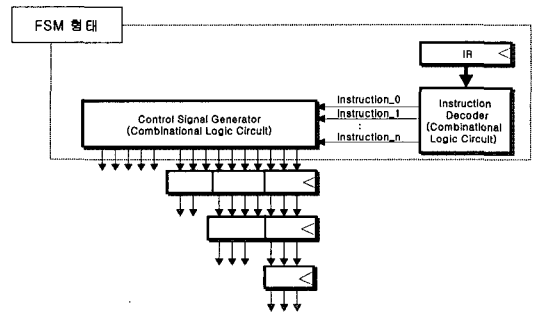 FSM 형태
IR
Instruction_0
Instruction_1
:
Instruction_n
Instruction
Decoder
(Combinational
Logic Circuit)
Control Signal Generator
(Combinational Logic Circuit)